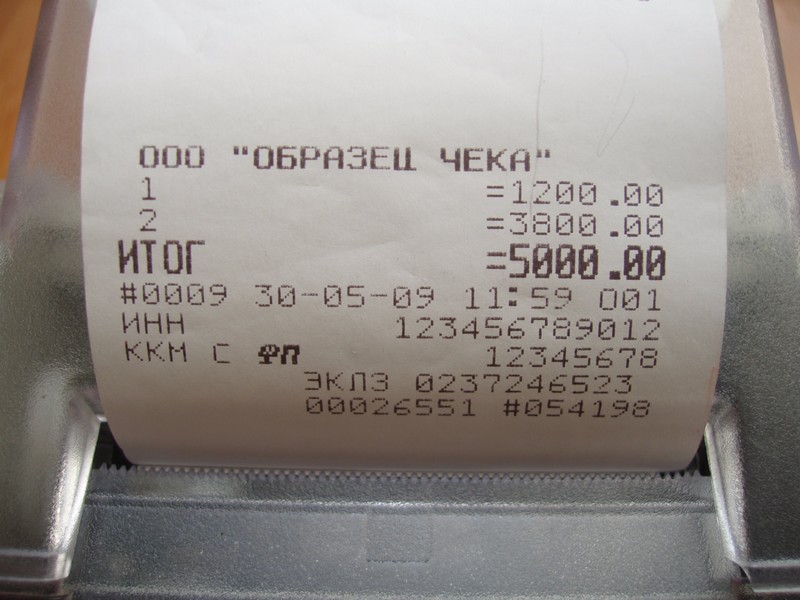 ООО "ОБРАЗЕЦ ЧЕКА"
1 =1200.00
2 =3800.00
ИТОГ =5000.00
#0009 30-05-09 11:59 001
ИНН 123456789012
ККМ С ФП 12345678
ЭКЛЗ 0237246523
00026551 #054198